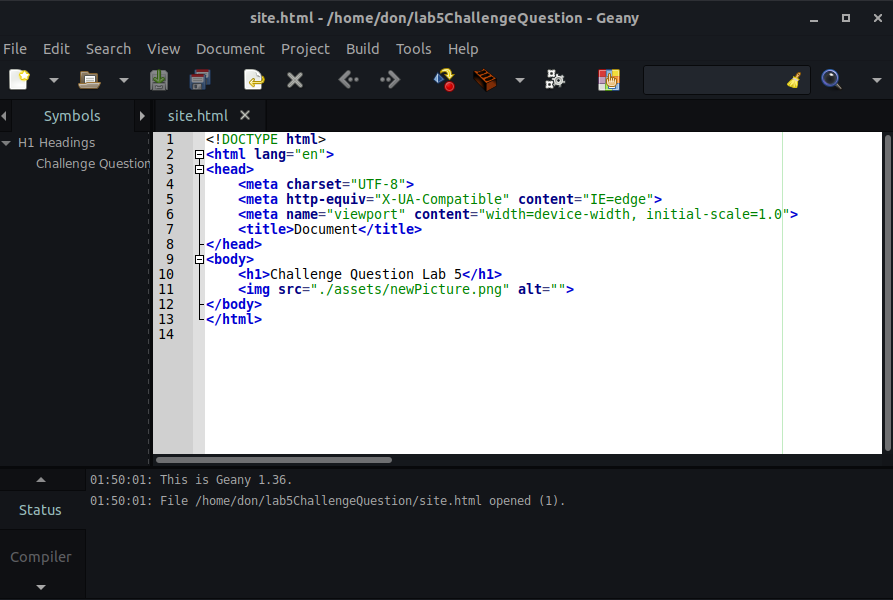 site.html - /home/don/lab5ChallengeQuestion - Geany
File Edit Search View Document Project Build Tools Help
Symbols
site.html
H1 Headings
Challenge Question
1 <!DOCTYPE html>
2 <html lang="en">
3 <head>
4 <meta charset="UTF-8">
5 <meta http-equiv="X-UA-Compatible" content="IE=edge">
6 <meta name="viewport" content="width=device-width, initial-scale=1.0">
7 <title>Document</title>
8 </head>
9 <body>
10 <h1>Challenge Question Lab 5</h1>
11 <img src="./assets/newPicture.png" alt="">
12 </body>
13 </html>
14
Status
Compiler
01:50:01: This is Geany 1.36.
01:50:01: File /home/don/lab5ChallengeQuestion/site.html opened (1).